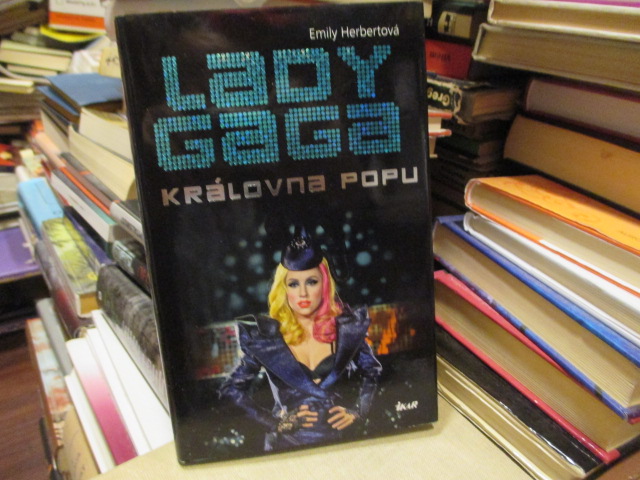 Emily Herbertová
LaDY
GaGa
KRáLOVNa POPU
iKAR